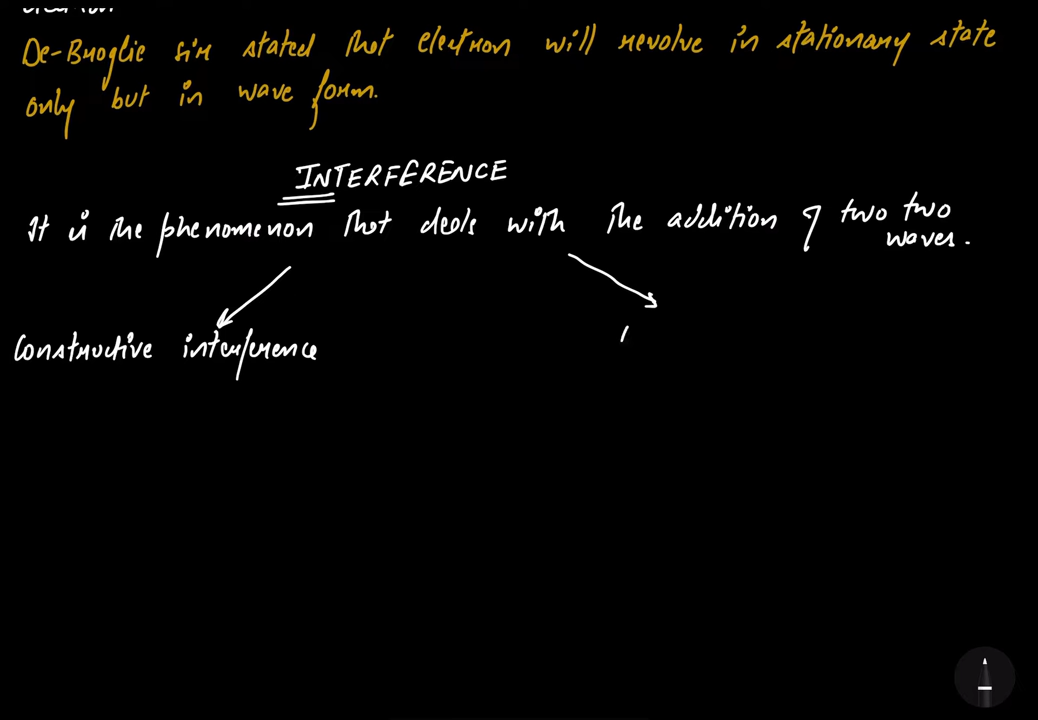 De-Broglie sir stated that electron will revolve in stationary state
only but in wave form.
INTERFERENCE
It is the phenomenon that deals with the addition of two two
waves.
Constructive interference